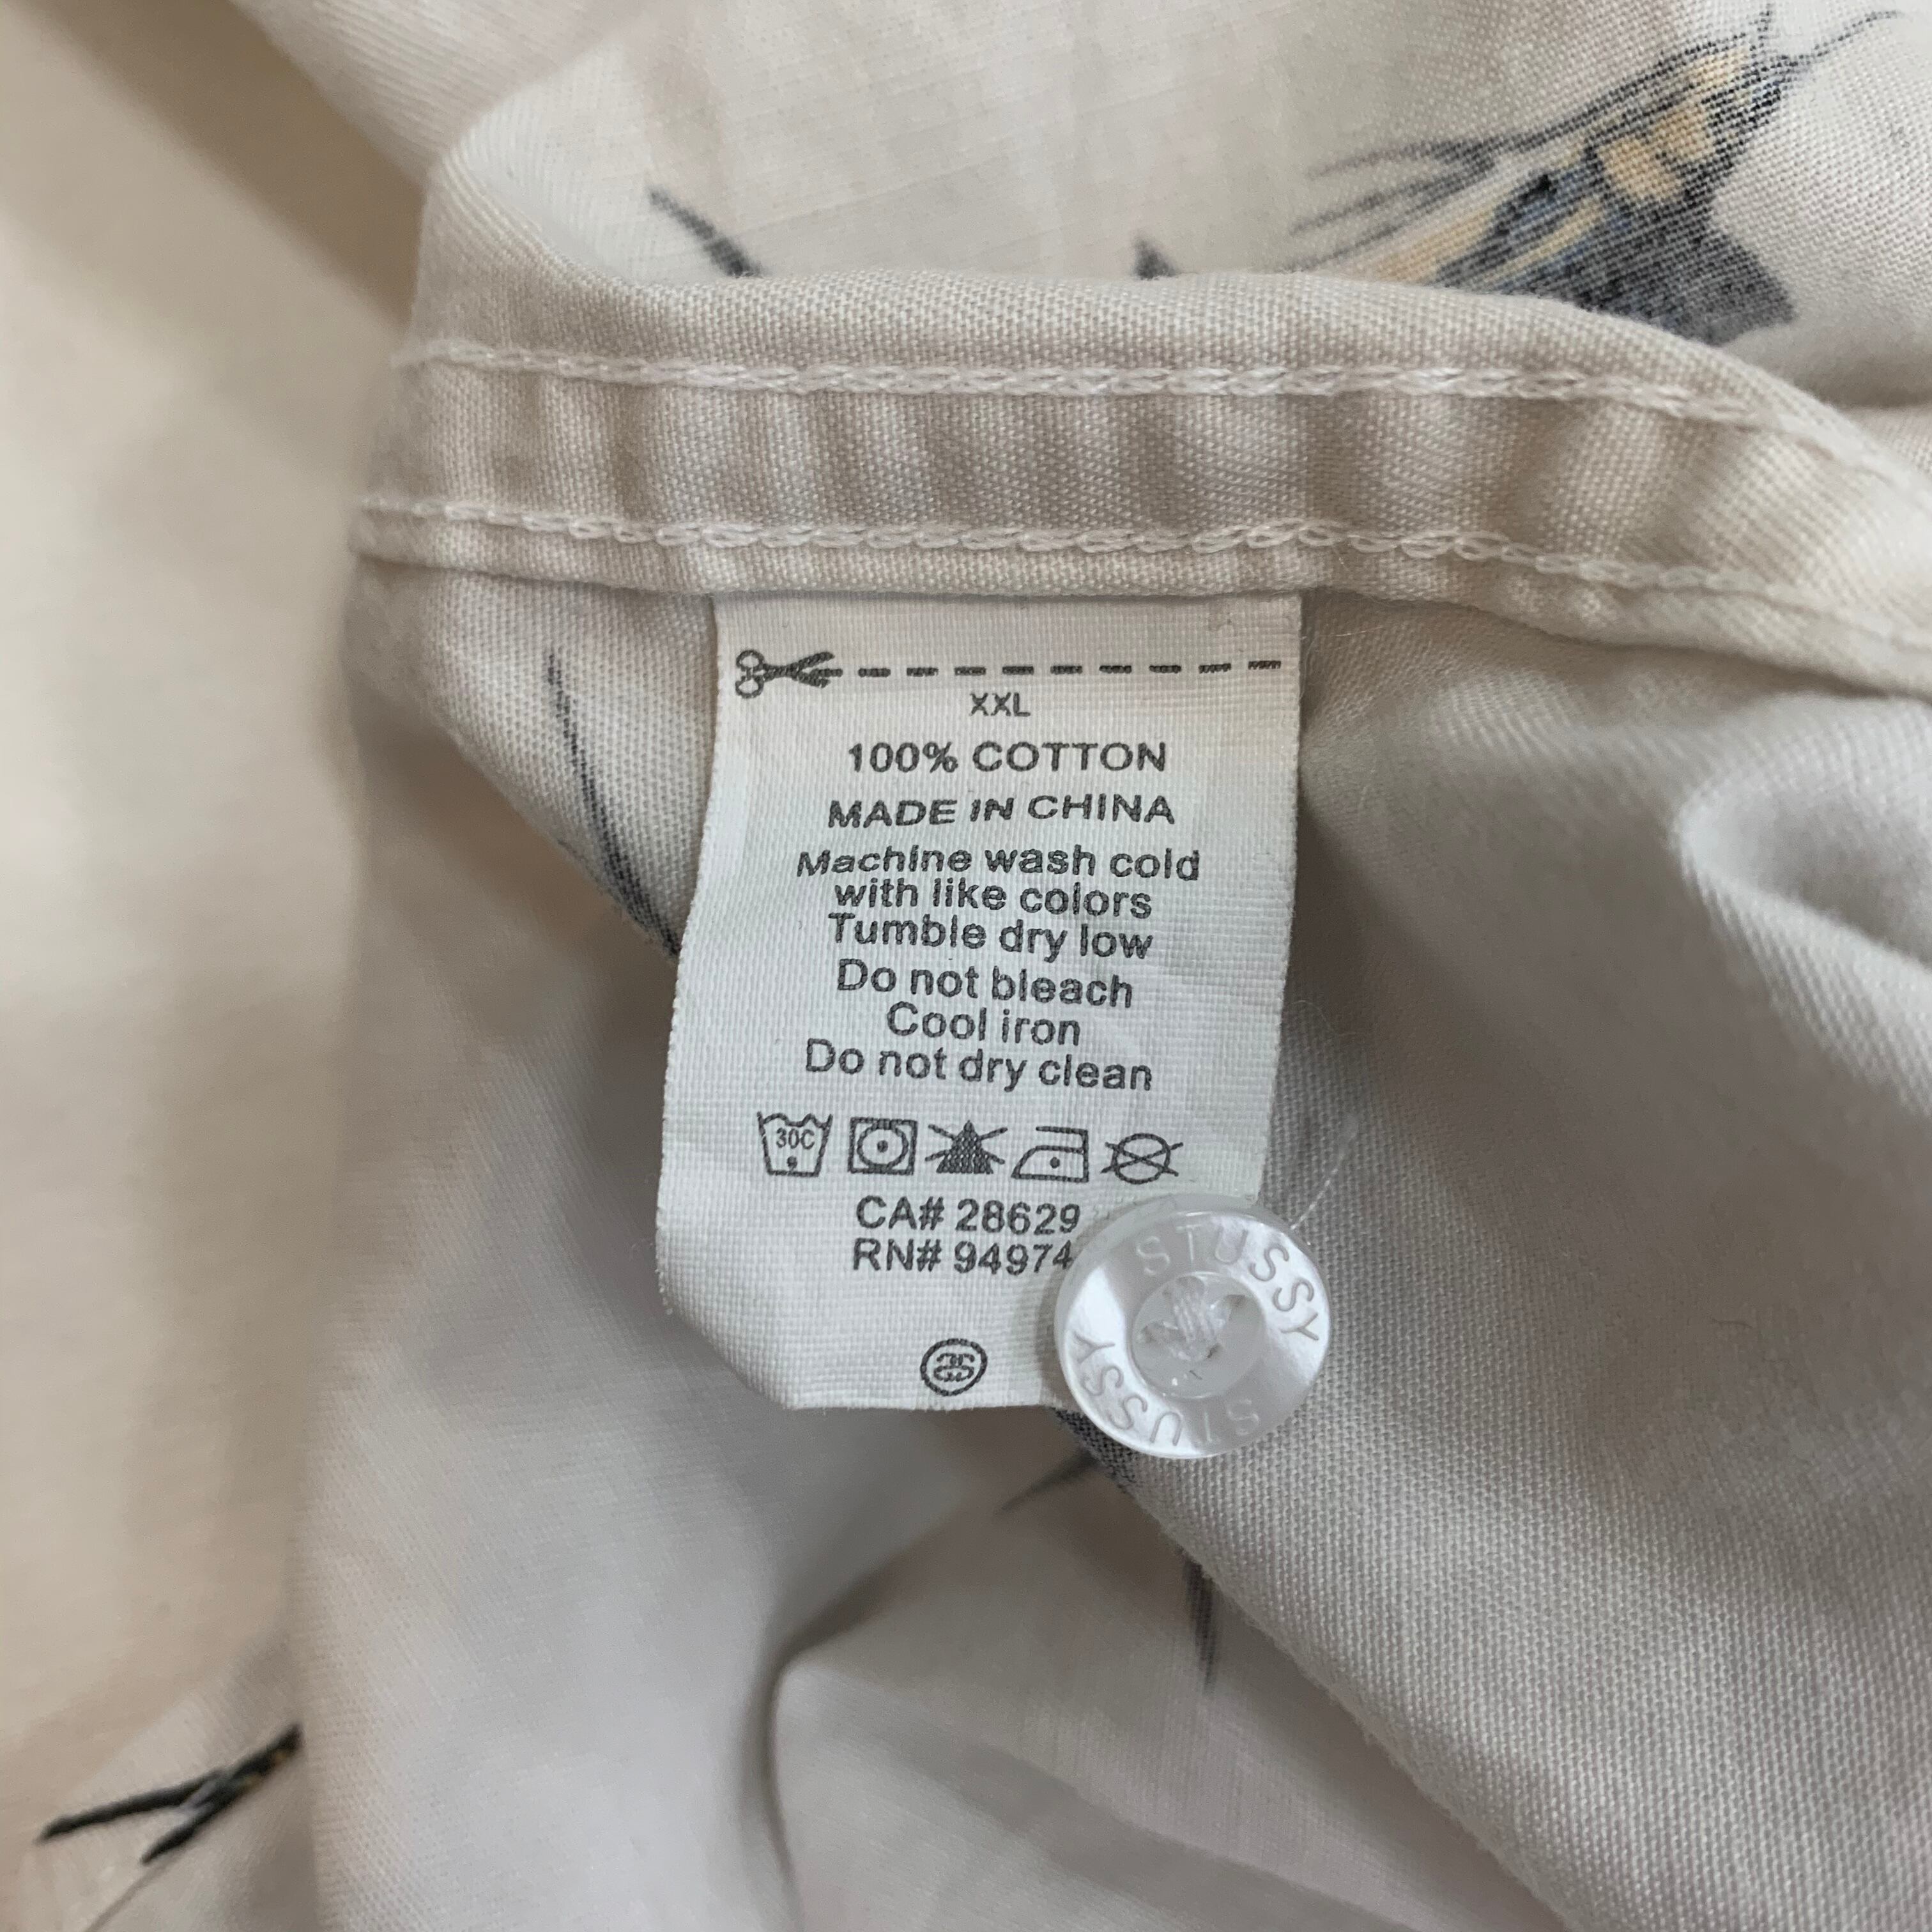 XXL
100% COTTON
MADE IN CHINA
Machine wash cold
with like colors
Tumble dry low
Do not bleach
Cool iron
Do not dry clean
30C
CA# 28629
RN# 94974
STUSSY
STUSSY